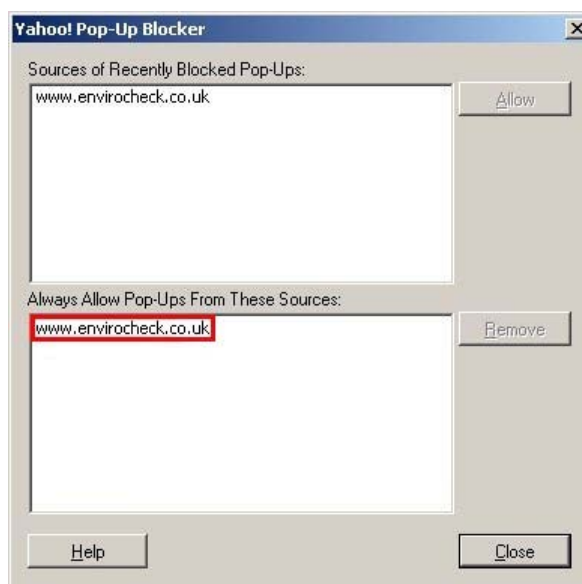 Yahoo! Pop-Up Blocker
Sources of Recently Blocked Pop-Ups:
www.envirocheck.co.uk
Allow
Always Allow Pop-Ups From These Sources:
www.envirocheck.co.uk
Remove
Help
Close